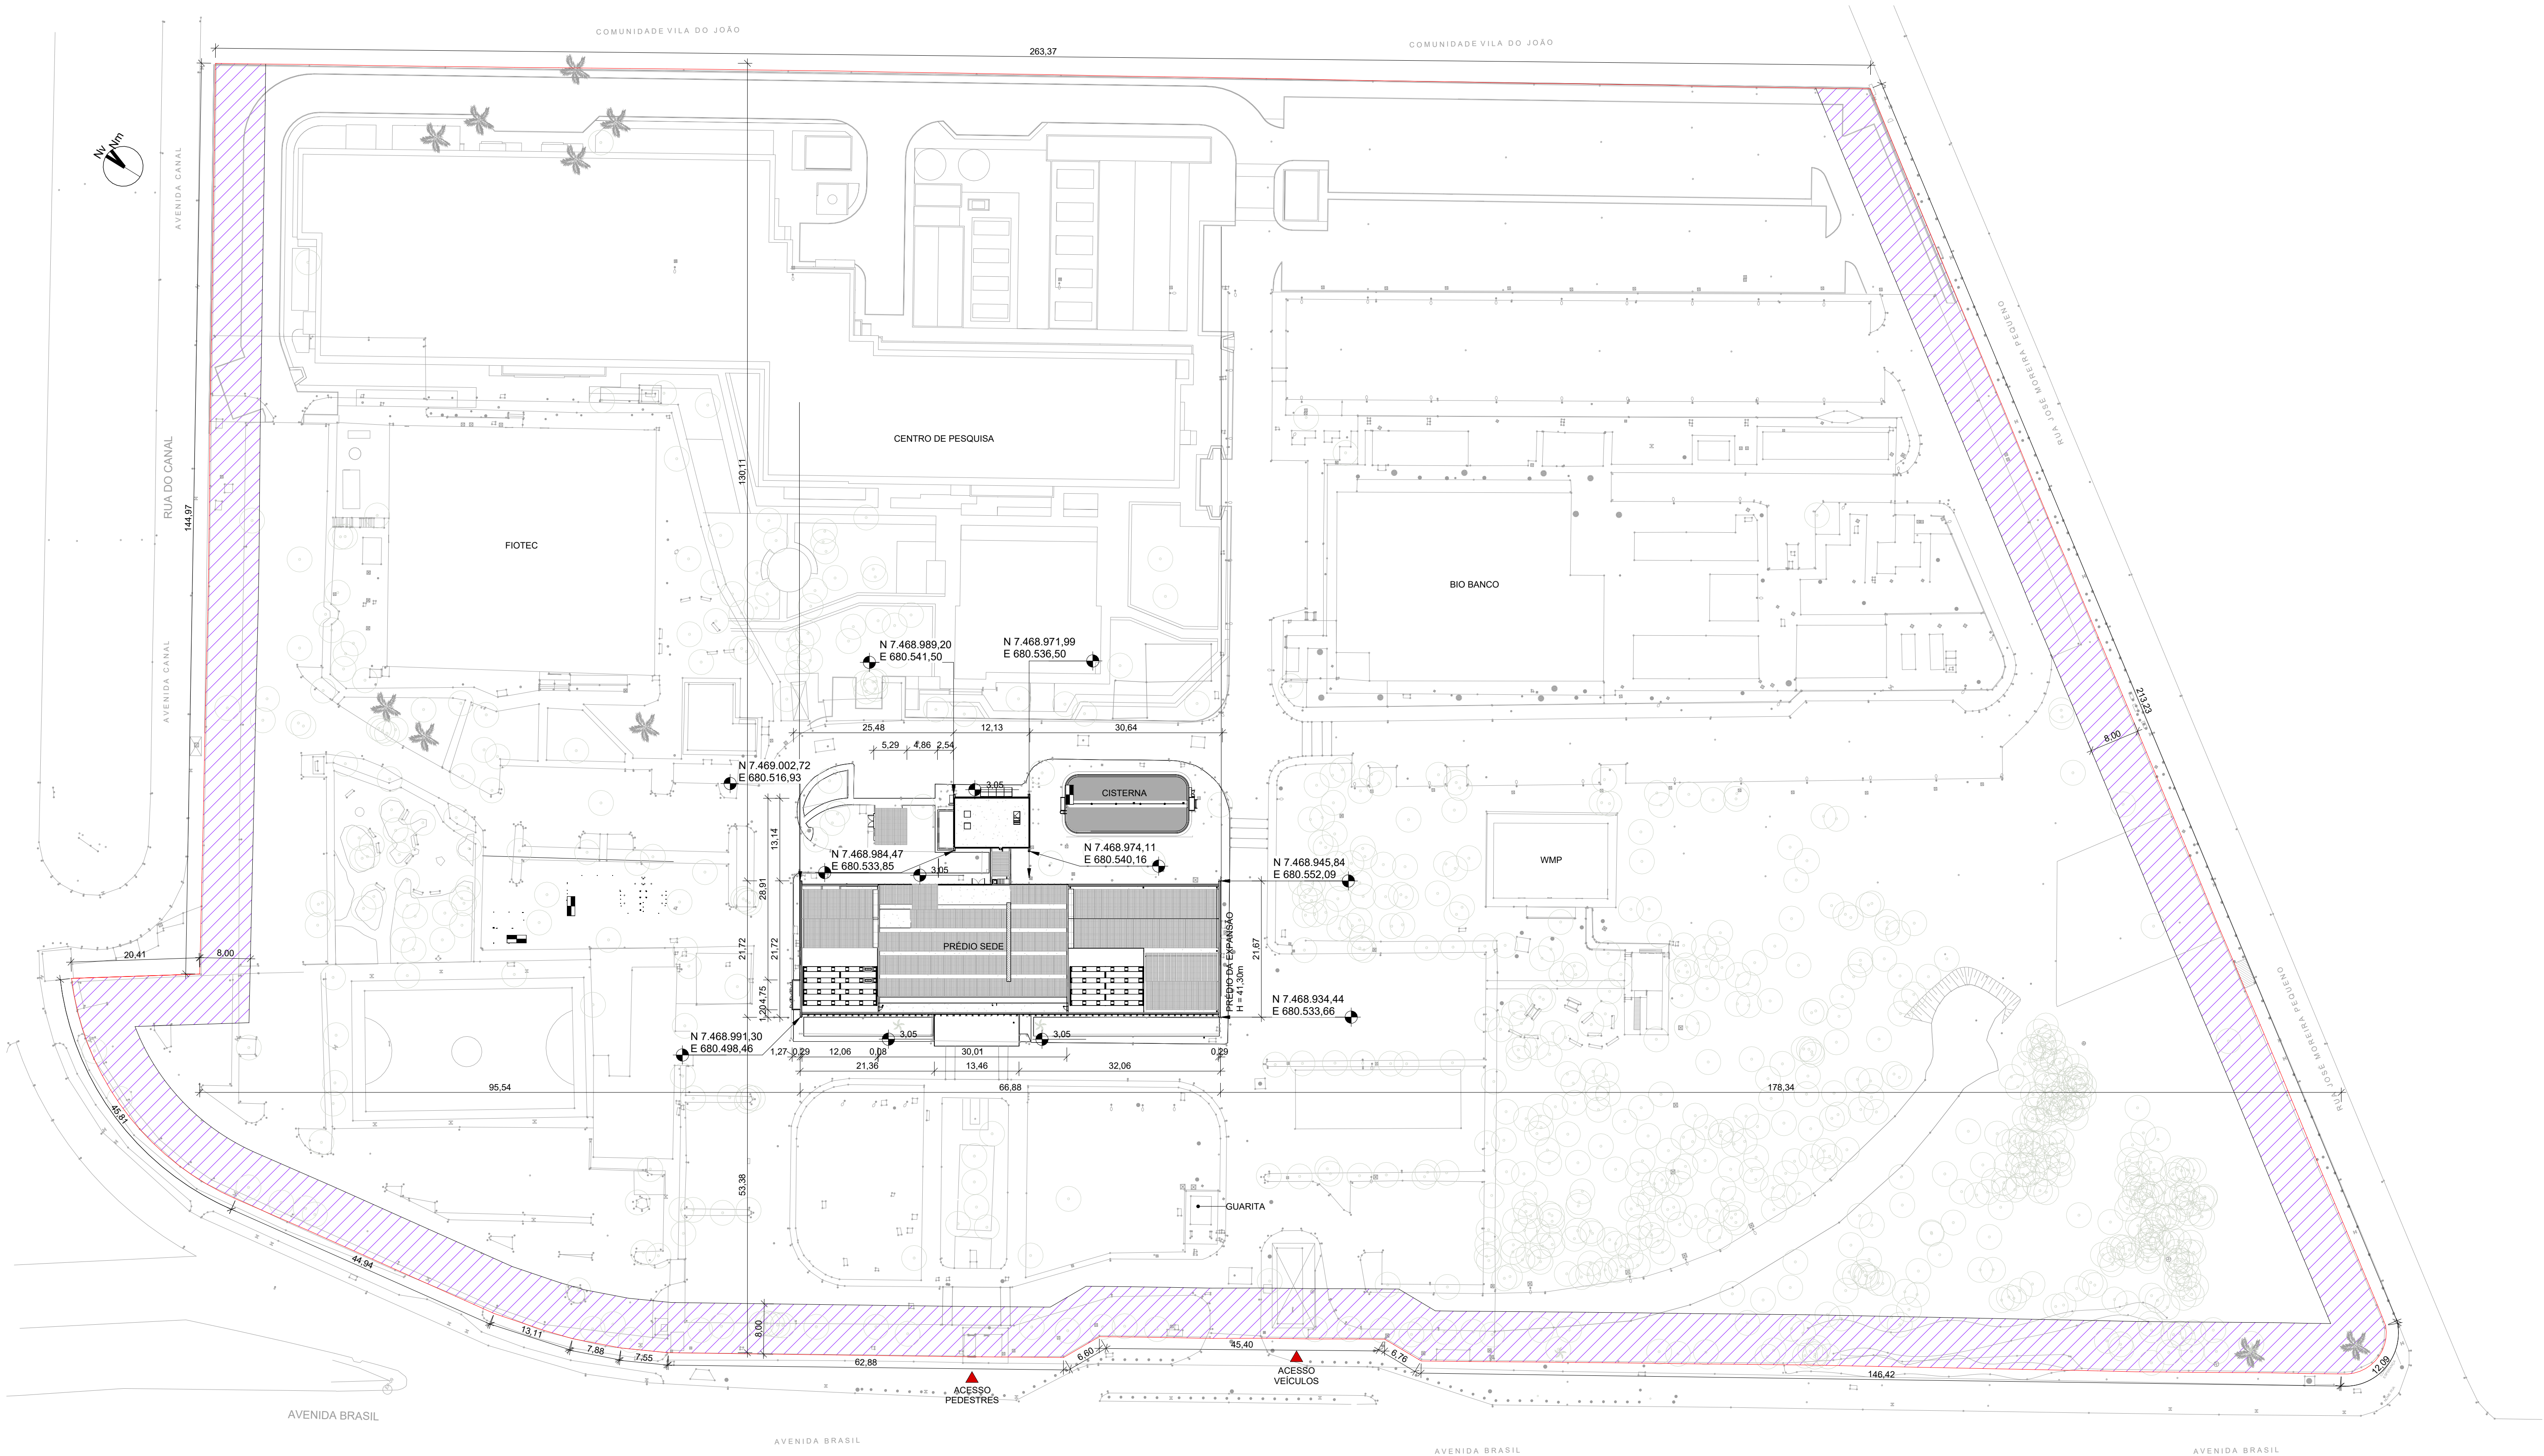 COMUNIDADE VILA DO JOÃO
COMUNIDADE VILA DO JOÃO
263,37
Nv
Nm
AVENIDA CANAL
RUA DO CANAL
144,97
AVENIDA CANAL
130,11
CENTRO DE PESQUISA
FIOTEC
BIO BANCO
RUA JOSÉ MOREIRA PEQUENO
213,23
8,00
N 7.468.989,20
E 680.541,50
N 7.468.971,99
E 680.536,50
25,48
12,13
30,64
5,29
4,86
2,54
N 7.469.002,72
E 680.516,93
3,05
CISTERNA
13,14
28,91
N 7.468.984,47
E 680.533,85
3,05
N 7.468.974,11
E 680.540,16
N 7.468.945,84
E 680.552,09
WMP
PRÉDIO SEDE
PRÉDIO DA EXPANSÃO
H = 41,30m
21,72
21,72
21,67
20,41
8,00
4,75
1,20
N 7.468.934,44
E 680.533,66
RUA JOSÉ MOREIRA PEQUENO
N 7.468.991,30
E 680.498,46
3,05
3,05
1,27
0,29
12,06
0,08
30,01
0,29
21,36
13,46
32,06
95,54
66,88
178,34
45,81
53,38
GUARITA
44,94
13,11
7,88
7,55
8,00
62,88
6,60
45,40
6,76
146,42
12,09
ACESSO
PEDESTRES
ACESSO
VEÍCULOS
AVENIDA BRASIL
AVENIDA BRASIL
AVENIDA BRASIL
AVENIDA BRASIL